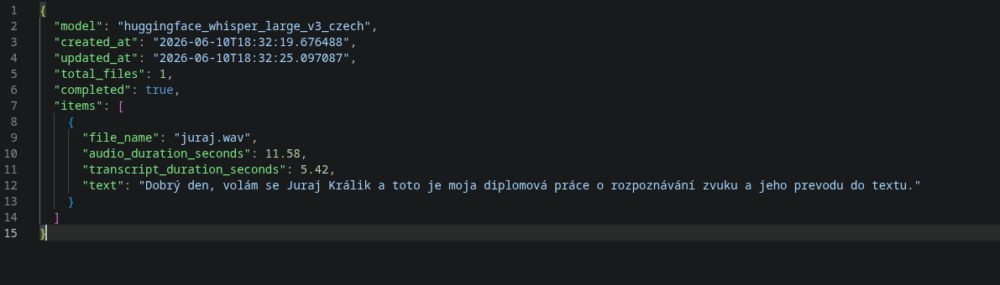 1 {
2 "model": "huggingface_whisper_large_v3_czech",
3 "created_at": "2026-06-10T18:32:19.676488",
4 "updated_at": "2026-06-10T18:32:25.097087",
5 "total_files": 1,
6 "completed": true,
7 "items": [
8 {
9 "file_name": "juraj.wav",
10 "audio_duration_seconds": 11.58,
11 "transcript_duration_seconds": 5.42,
12 "text": "Dobrý den, volám se Juraj Králik a toto je moja diplomová práce o rozpoznávání zvuku a jeho prevodu do textu."
13 }
14 ]
15 }